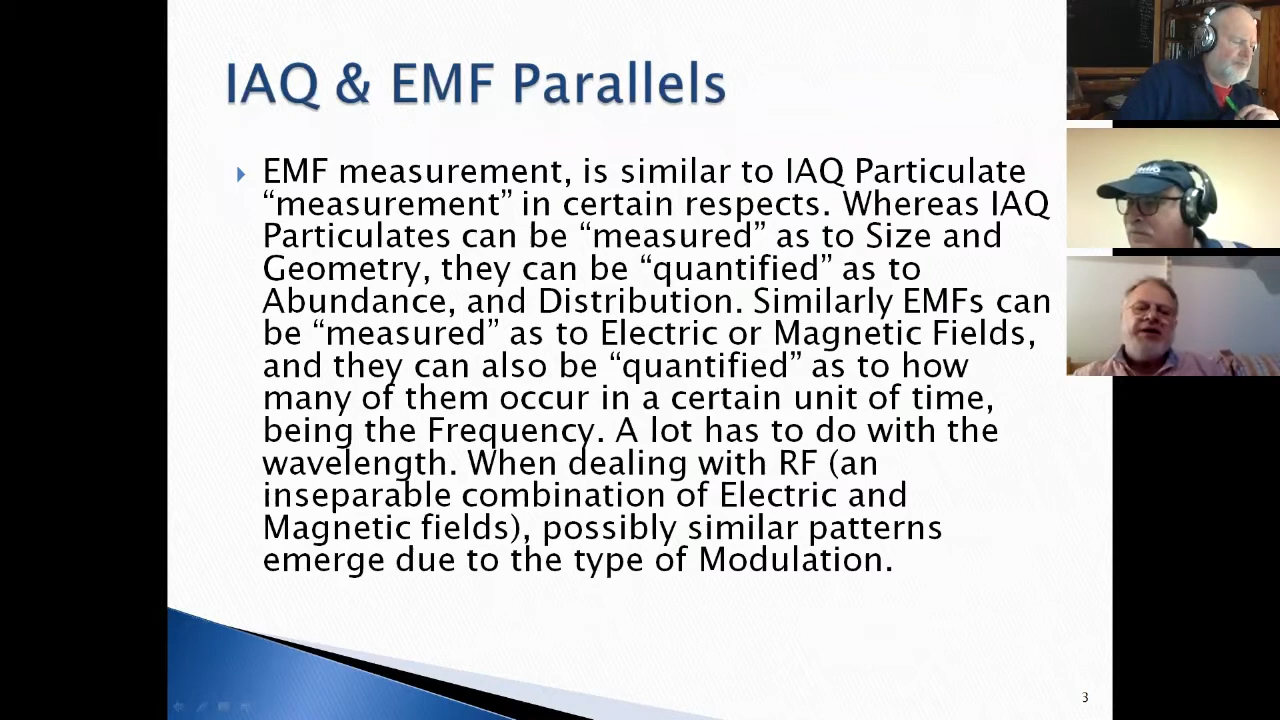 IAQ & EMF Parallels
EMF measurement, is similar to IAQ Particulate
“measurement” in certain respects. Whereas IAQ
Particulates can be “measured” as to Size and
Geometry, they can be “quantified” as to
Abundance, and Distribution. Similarly EMFs can
be “measured” as to Electric or Magnetic Fields,
and they can also be “quantified” as to how
many of them occur in a certain unit of time,
being the Frequency. A lot has to do with the
wavelength. When dealing with RF (an
inseparable combination of Electric and
Magnetic fields), possibly similar patterns
emerge due to the type of Modulation.
3